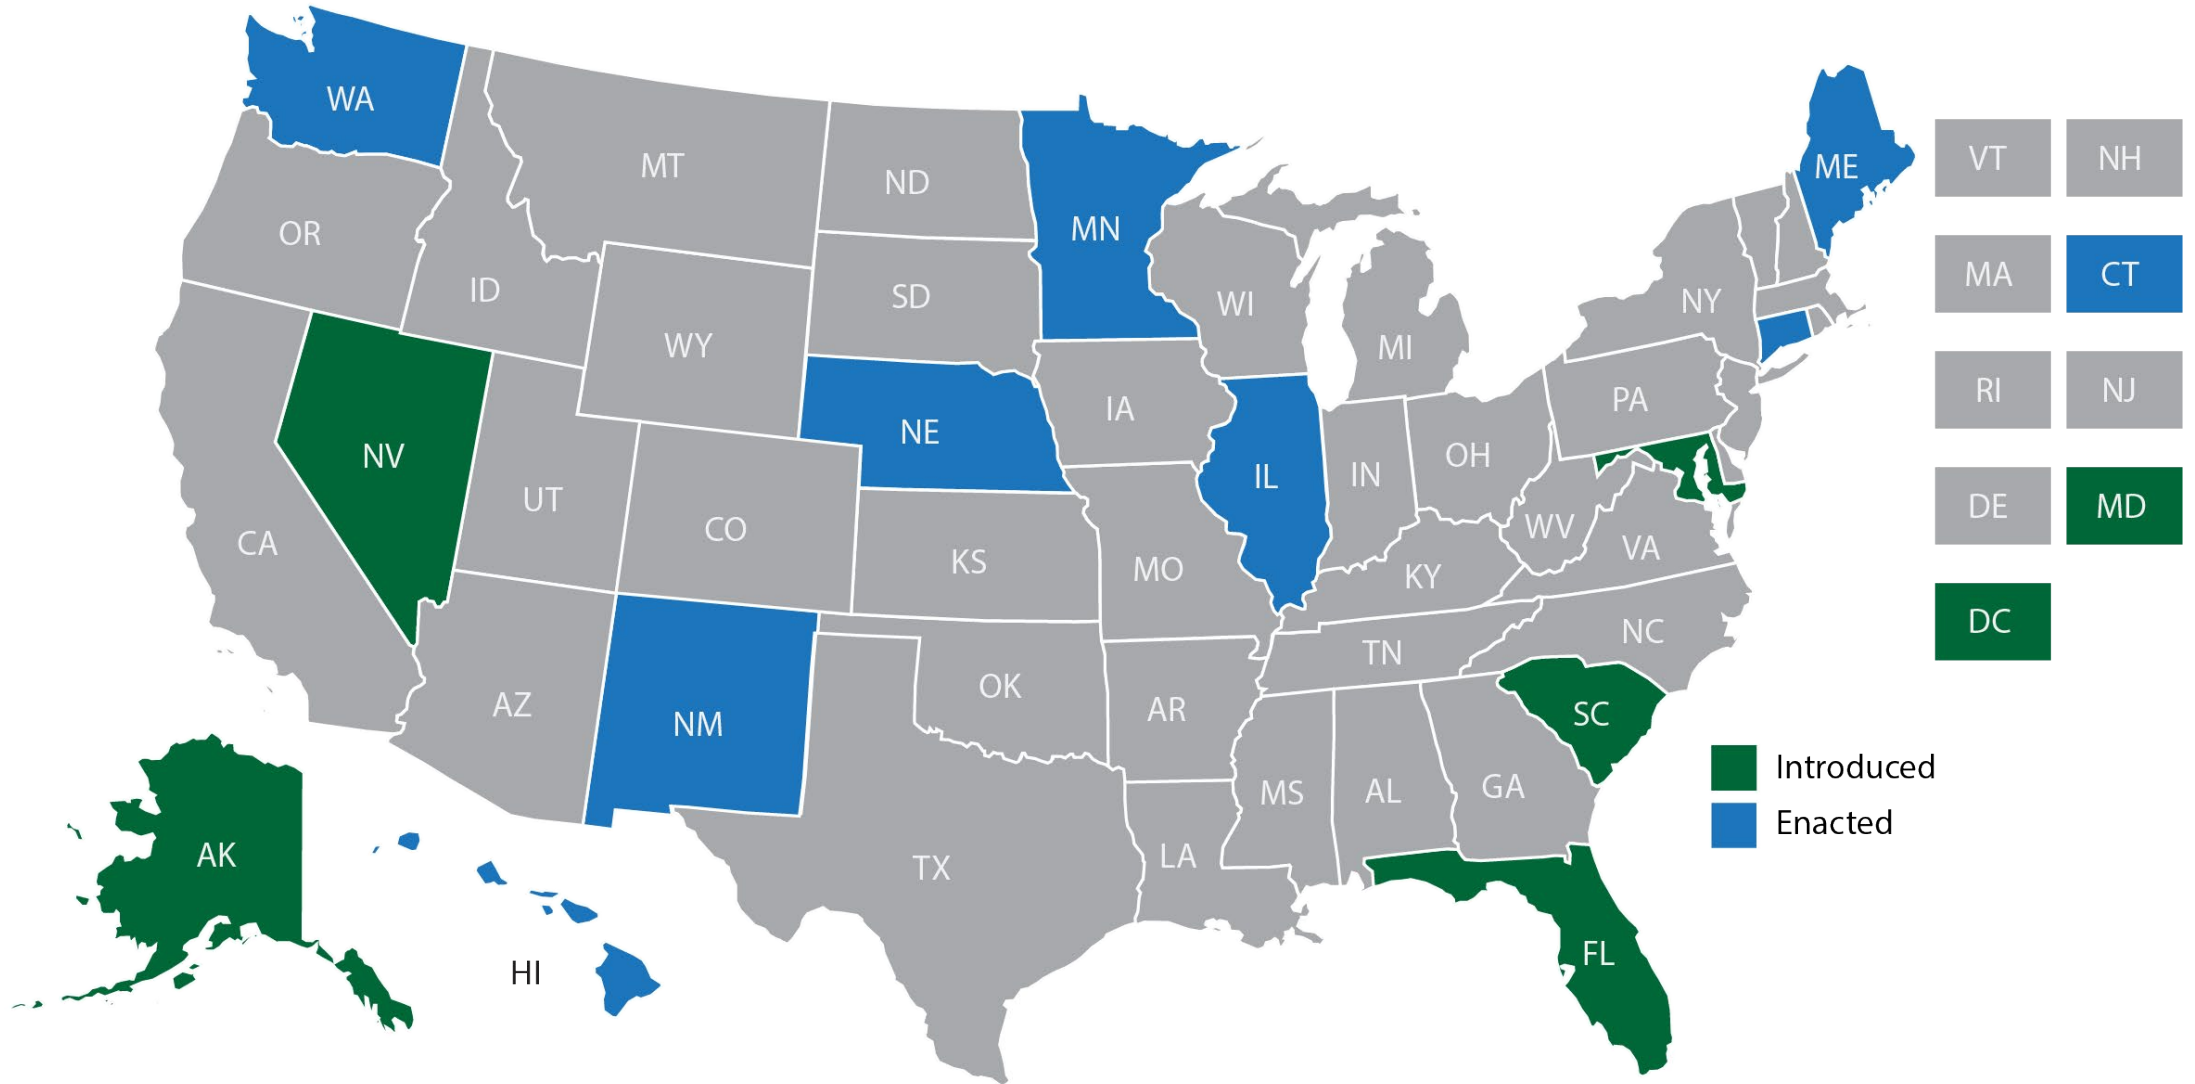 WA
ME
VT NH
MT
ND
MN
OR
MA CT
ID
SD
WI
NY
WY
MI
RI NJ
IA
PA
NE
NV
OH
IL
IN
UT
DE MD
CO
WV
CA
KS
MO
KY
VA
DC
NC
TN
OK
AZ
AR
SC
NM
Introduced
MS
AL
GA
Enacted
AK
LA
TX
FL
HI